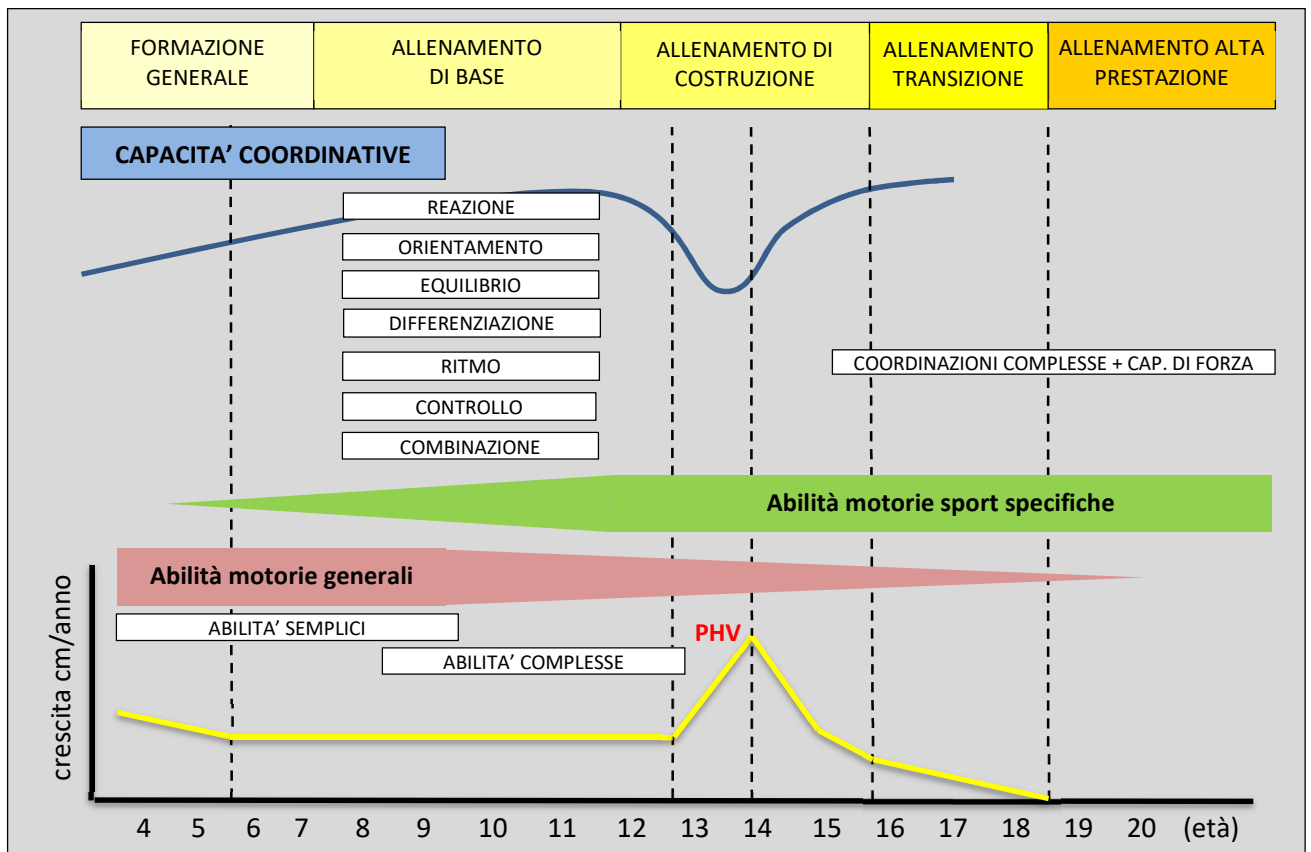 FORMAZIONE
GENERALE
ALLENAMENTO
DI BASE
ALLENAMENTO DI
COSTRUZIONE
ALLENAMENTO
TRANSIZIONE
ALLENAMENTO ALTA
PRESTAZIONE
CAPACITA’ COORDINATIVE
REAZIONE
ORIENTAMENTO
EQUILIBRIO
DIFFERENZIAZIONE
RITMO
COORDINAZIONI COMPLESSE + CAP. DI FORZA
CONTROLLO
COMBINAZIONE
Abilità motorie sport specifiche
Abilità motorie generali
ABILITA’ SEMPLICI
PHV
ABILITA’ COMPLESSE
crescita cm/anno
4 5 6 7 8 9 10 11 12 13 14 15 16 17 18 19 20 (età)